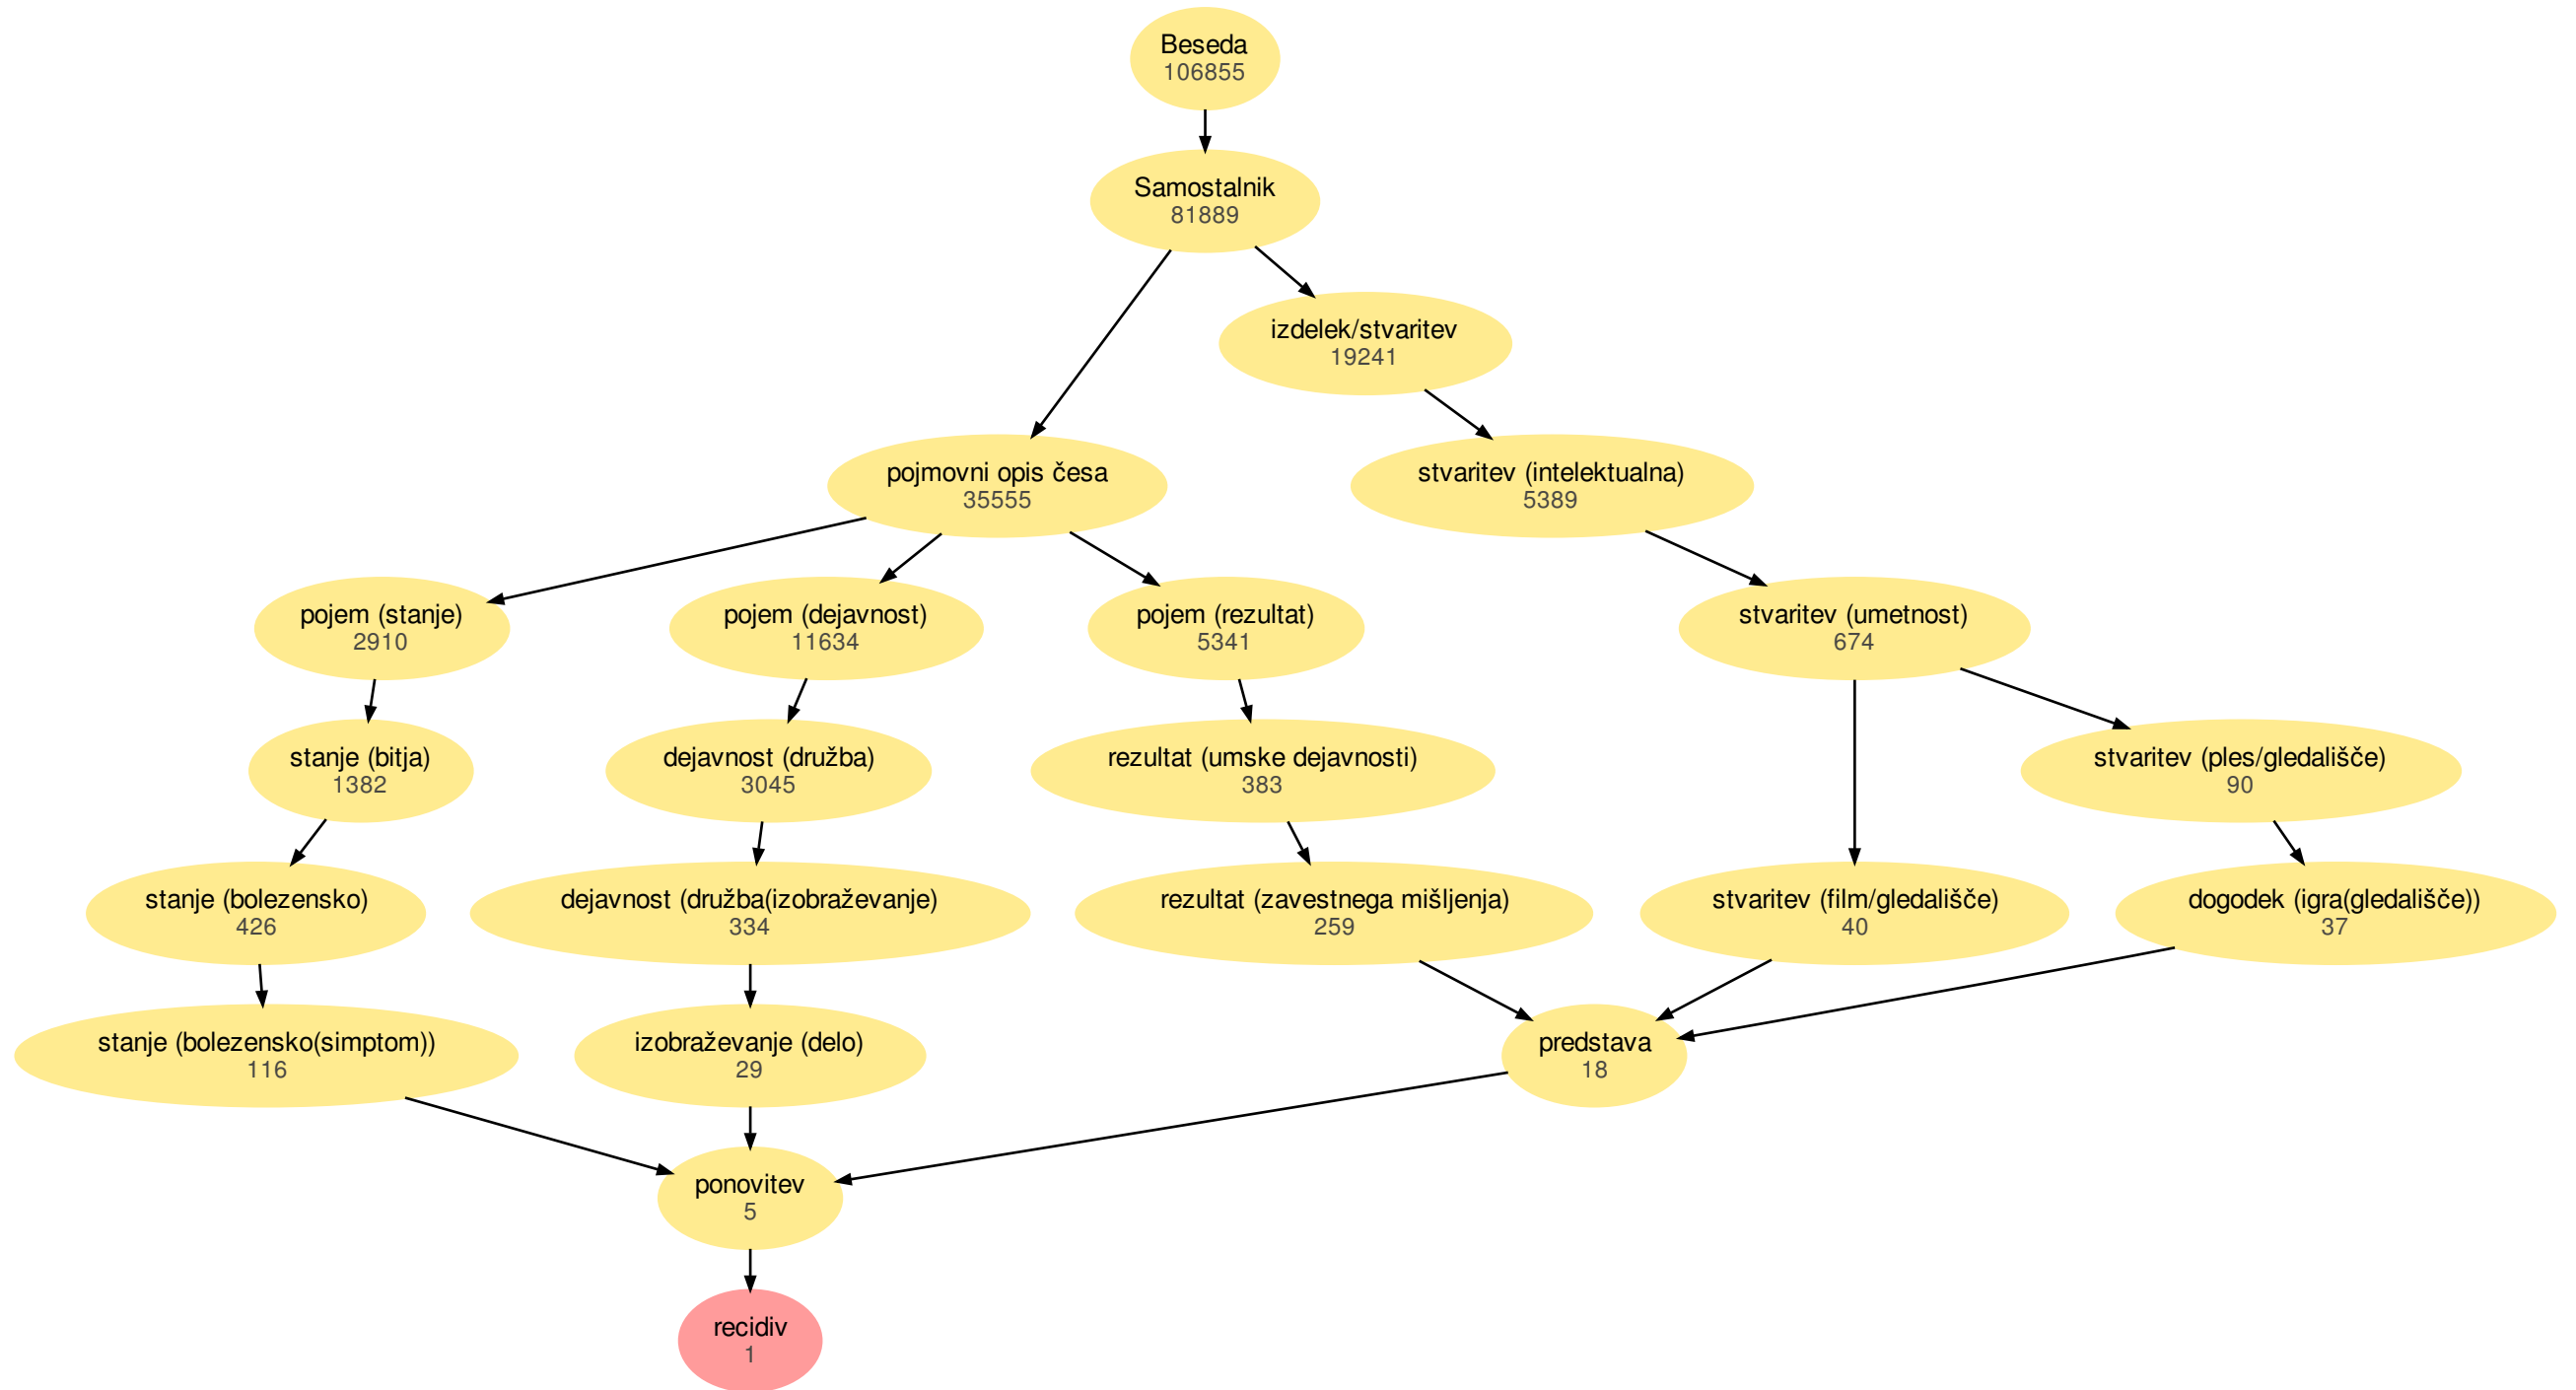 Beseda
106855
Samostalnik
81889
izdelek/stvaritev
19241
pojmovni opis česa
35555
stvaritev (intelektualna)
5389
pojem (stanje)
2910
pojem (dejavnost)
11634
pojem (rezultat)
5341
stvaritev (umetnost)
674
stanje (bitja)
1382
dejavnost (družba)
3045
rezultat (umske dejavnosti)
383
stvaritev (ples/gledališče)
90
stanje (bolezensko)
426
dejavnost (družba(izobraževanje)
334
rezultat (zavestnega mišljenja)
259
stvaritev (film/gledališče)
40
dogodek (igra(gledališče))
37
stanje (bolezensko(simptom))
116
izobraževanje (delo)
29
predstava
18
ponovitev
5
recidiv
1